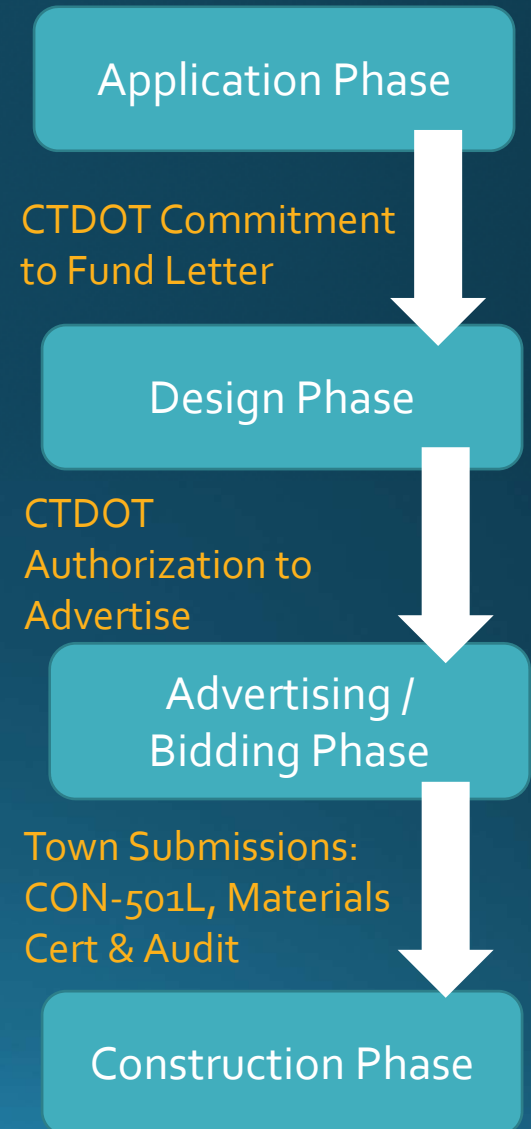 Application Phase
CTDOT Commitment
to Fund Letter
Design Phase
CTDOT
Authorization to
Advertise
Advertising /
Bidding Phase
Town Submissions:
CON-501L, Materials
Cert & Audit
Construction Phase